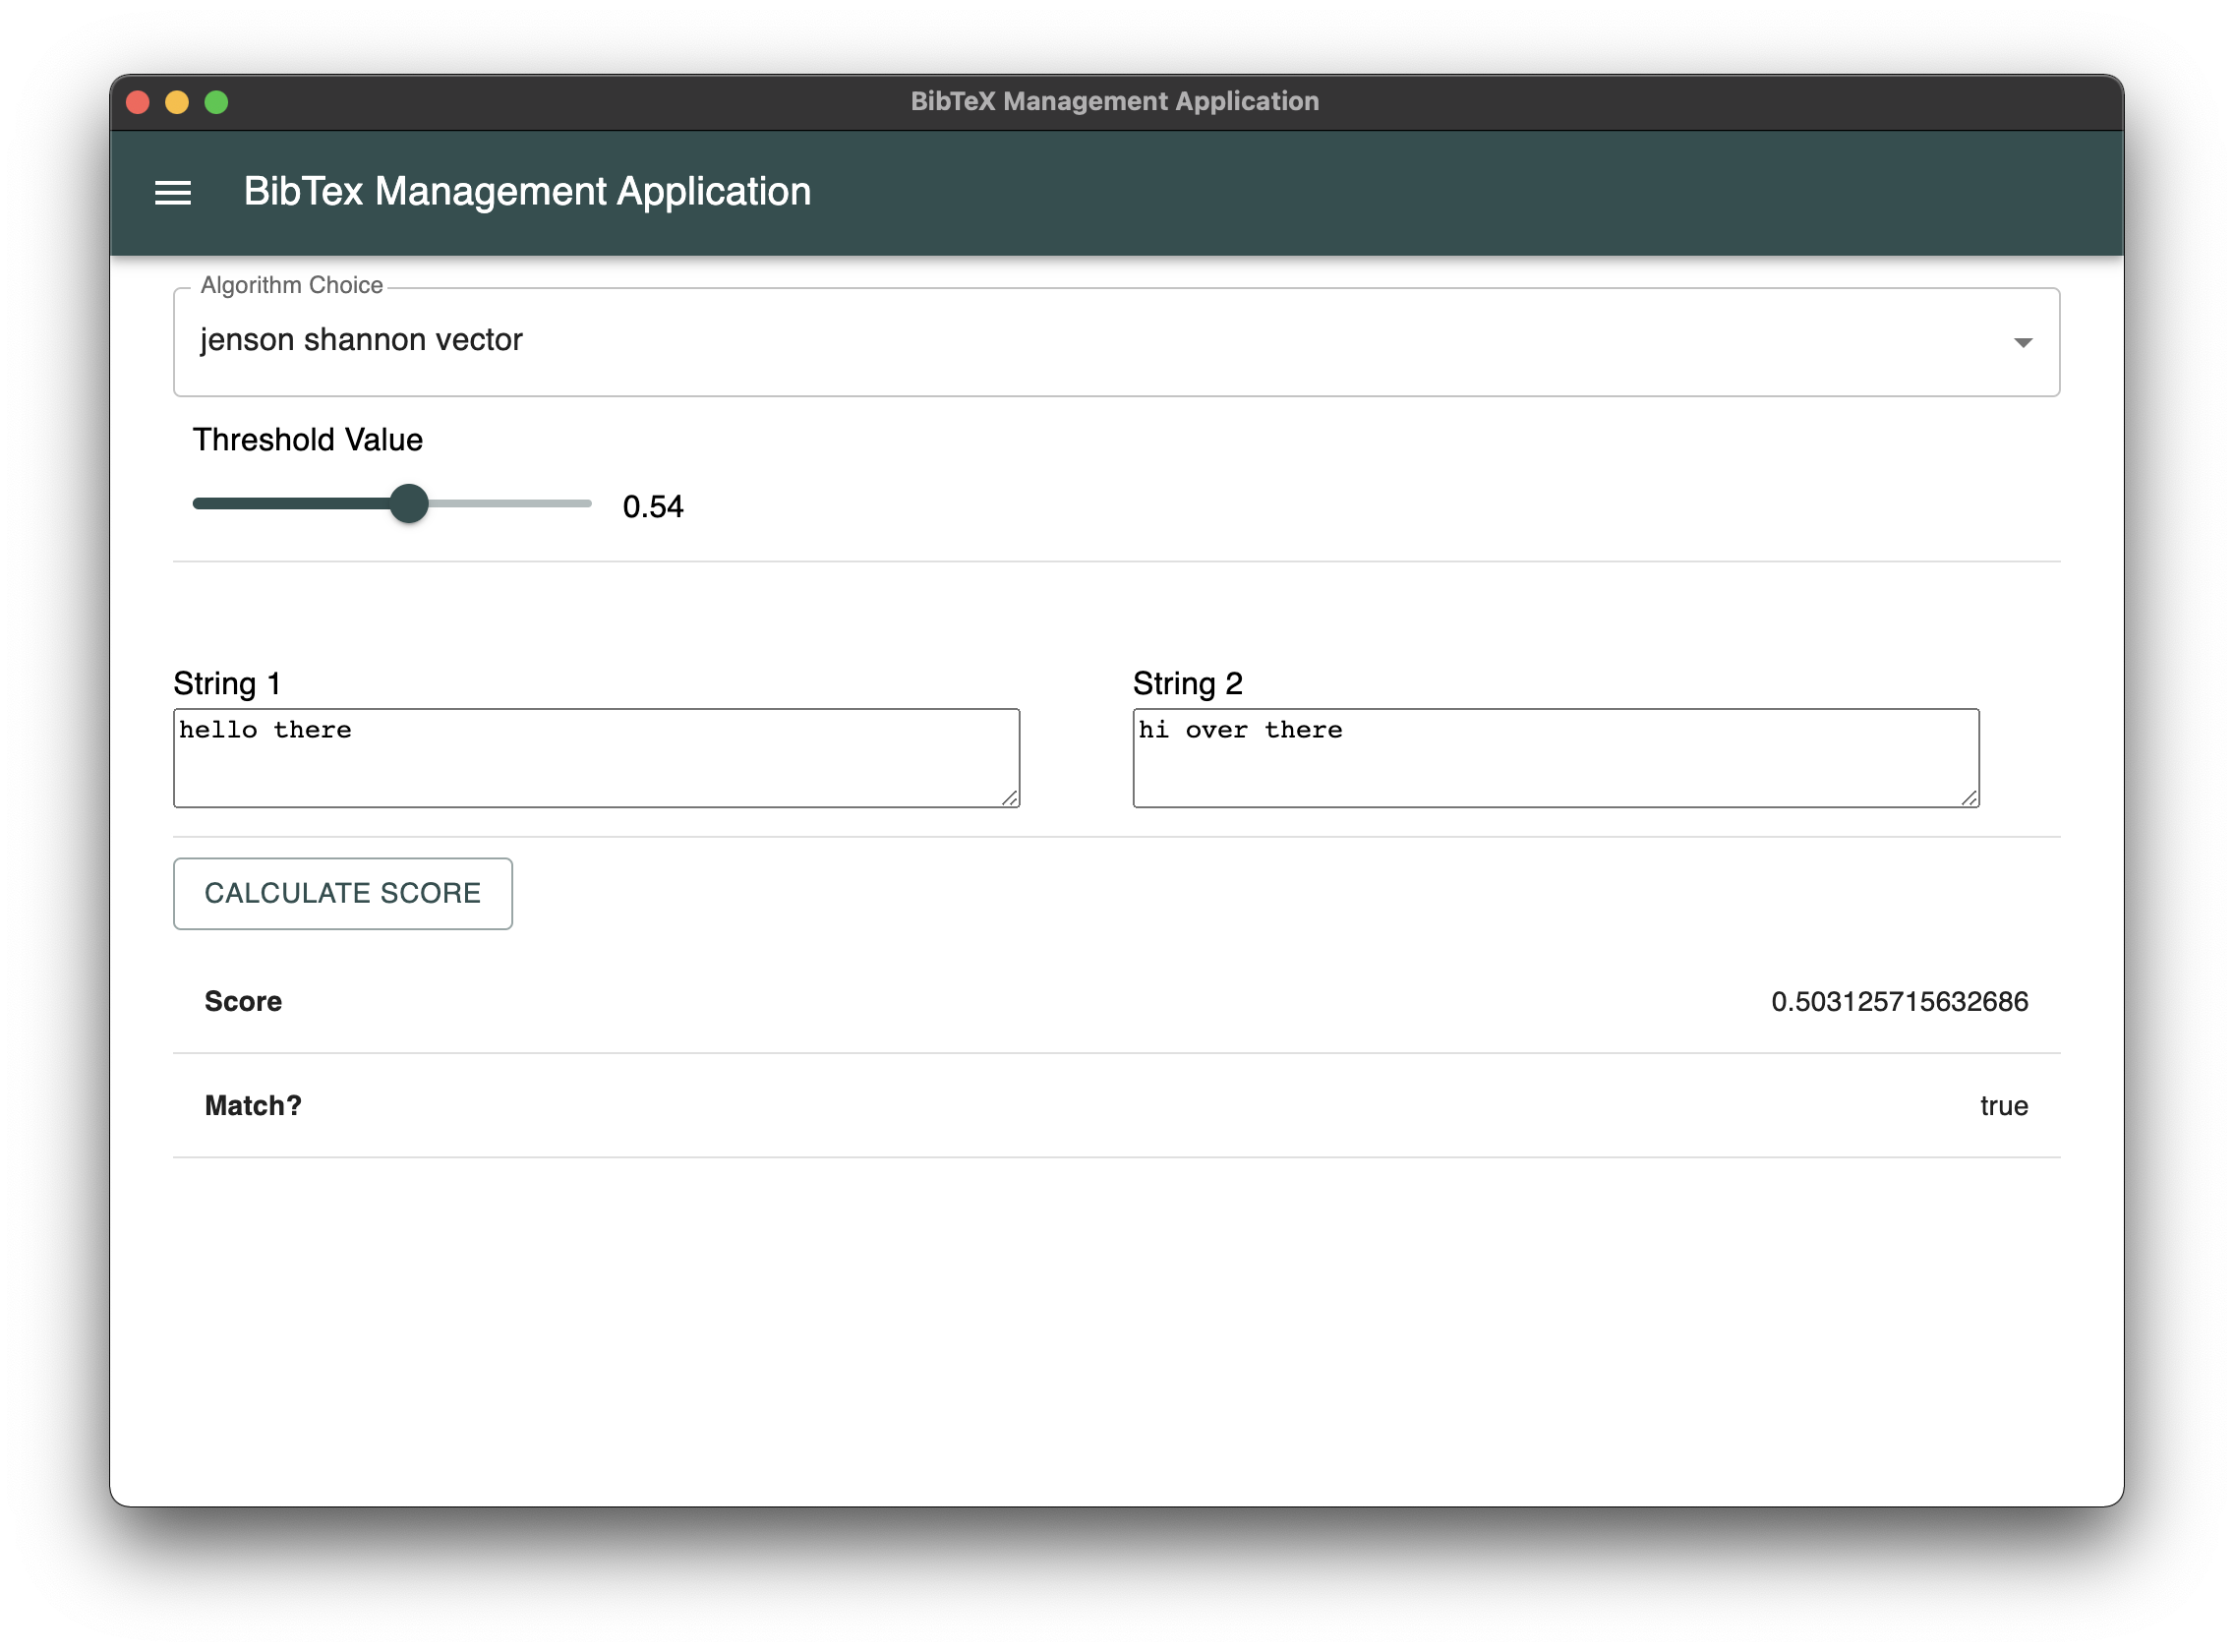 BibTeX Management Application
BibTex Management Application
Algorithm Choice
jenson shannon vector
Threshold Value
0.54
String 1
String 2
hello there
hi over there
CALCULATE SCORE
Score
0.503125715632686
Match?
true